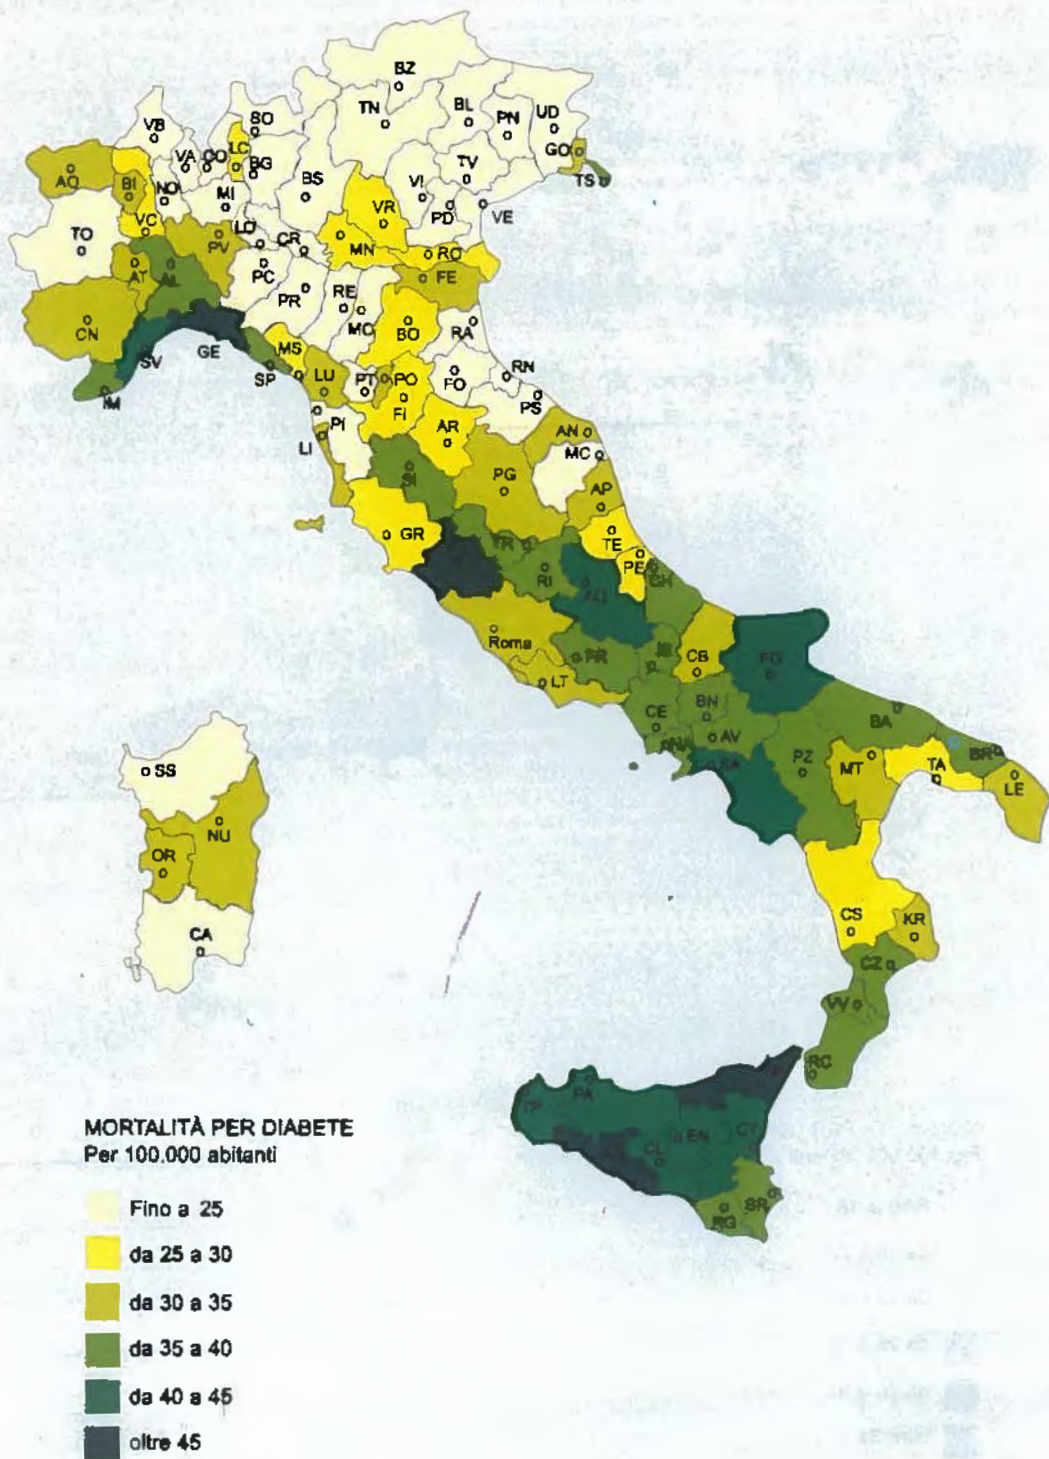 BZ
TN
BL
PN
UD
SO
VB
LC
VA
CO
GO
BG
TV
AO
BI
BS
VI
NO
MI
TS
VR
PD
VE
VC
LO
TO
PV
CR
MN
RO
AT
AL
PC
FE
PR
RE
CN
MO
BO
RA
GE
MS
SV
SP
LU
PT
PO
FO
RN
IM
PI
FI
PS
AR
AN
LI
MC
SI
PG
AP
GR
TR
TE
PE
RI
CH
Roma
FR
IS
CB
FG
LT
CE
BN
BA
AV
SA
PZ
MT
TA
BR
LE
SS
NU
OR
CA
CS
KR
CZ
VV
RC
TP
PA
EN
CT
CL
SR
RG
MORTALITÀ PER DIABETE
Per 100.000 abitanti
Fino a 25
da 25 a 30
da 30 a 35
da 35 a 40
da 40 a 45
oltre 45